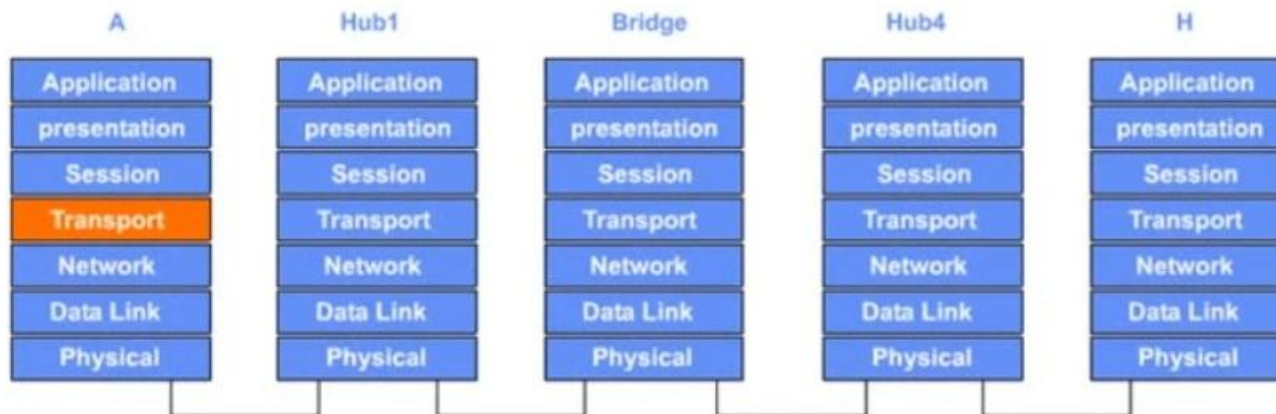 A Hub1 Bridge Hub4 H
Application Application Application Application Application
presentation presentation presentation presentation presentation
Session Session Session Session Session
Transport Transport Transport Transport Transport
Network Network Network Network Network
Data Link Data Link Data Link Data Link Data Link
Physical Physical Physical Physical Physical